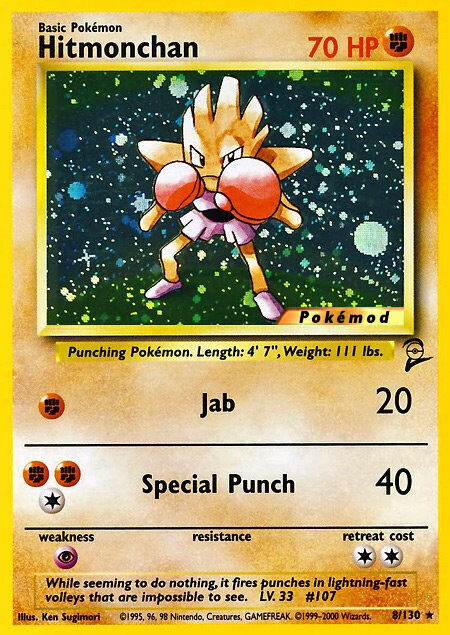 Basic Pokémon
Hitmonchan
70 HP
Pokémod
Punching Pokémon. Length: 4' 7", Weight: 111 lbs.
Jab 20
Special Punch 40
weakness resistance retreat cost
While seeming to do nothing, it fires punches in lightning-fast
volleys that are impossible to see. LV. 33 #107
Illus. Ken Sugimori ©1995, 96, 98 Nintendo, Creatures, GAMEFREAK. ©1999-2000 Wizards. 8/130 ★